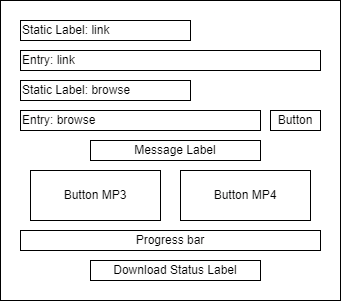 Static Label: link
Entry: link
Static Label: browse
Entry: browse
Button
Message Label
Button MP3
Button MP4
Progress bar
Download Status Label